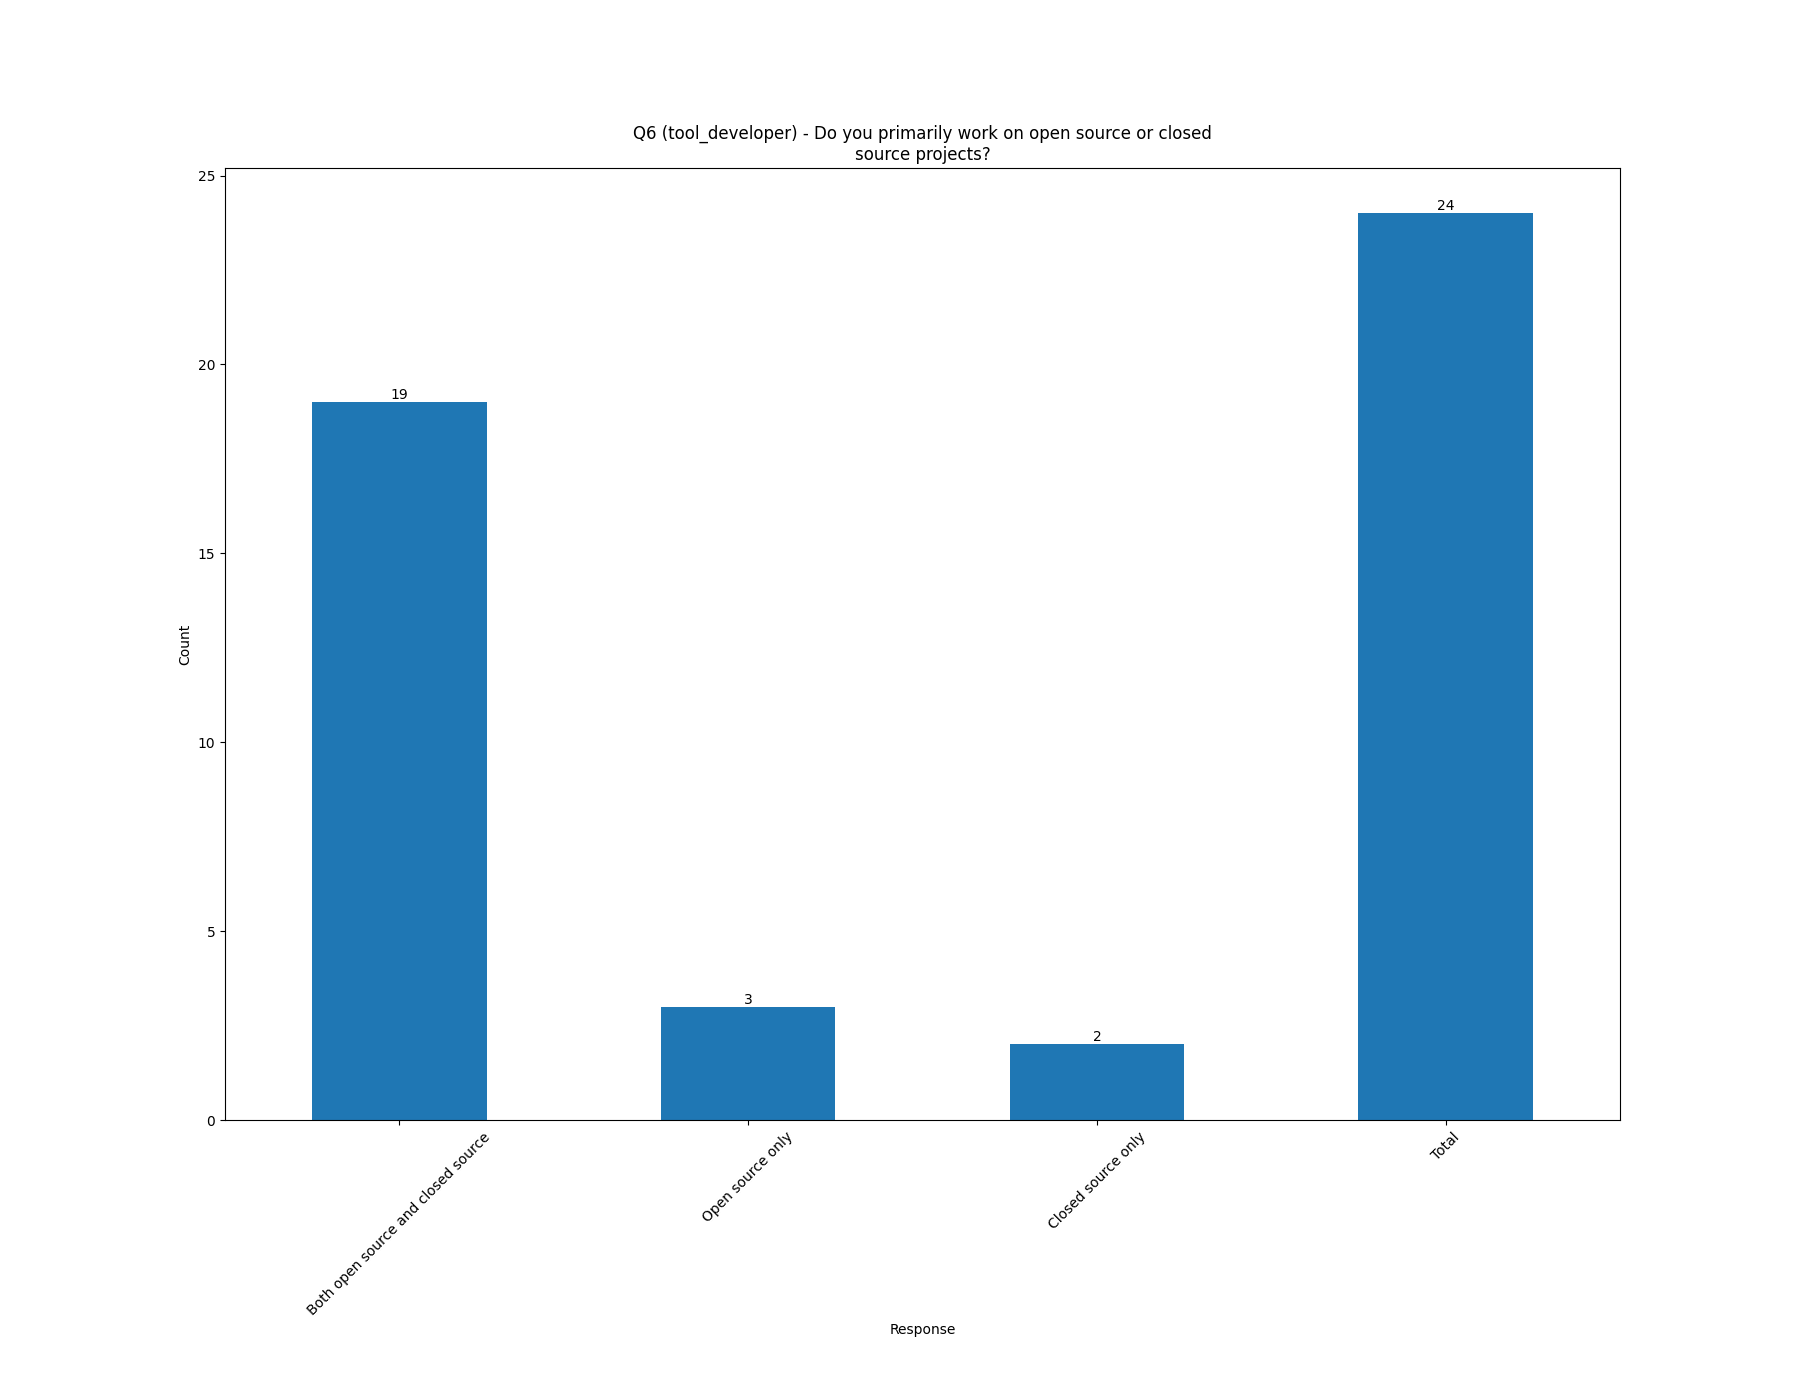 Q6 (tool_developer) - Do you primarily work on open source or closed
source projects?
25
20
15
10
5
0
Count
19
3
2
24
Both open source and closed source
Open source only
Closed source only
Total
Response